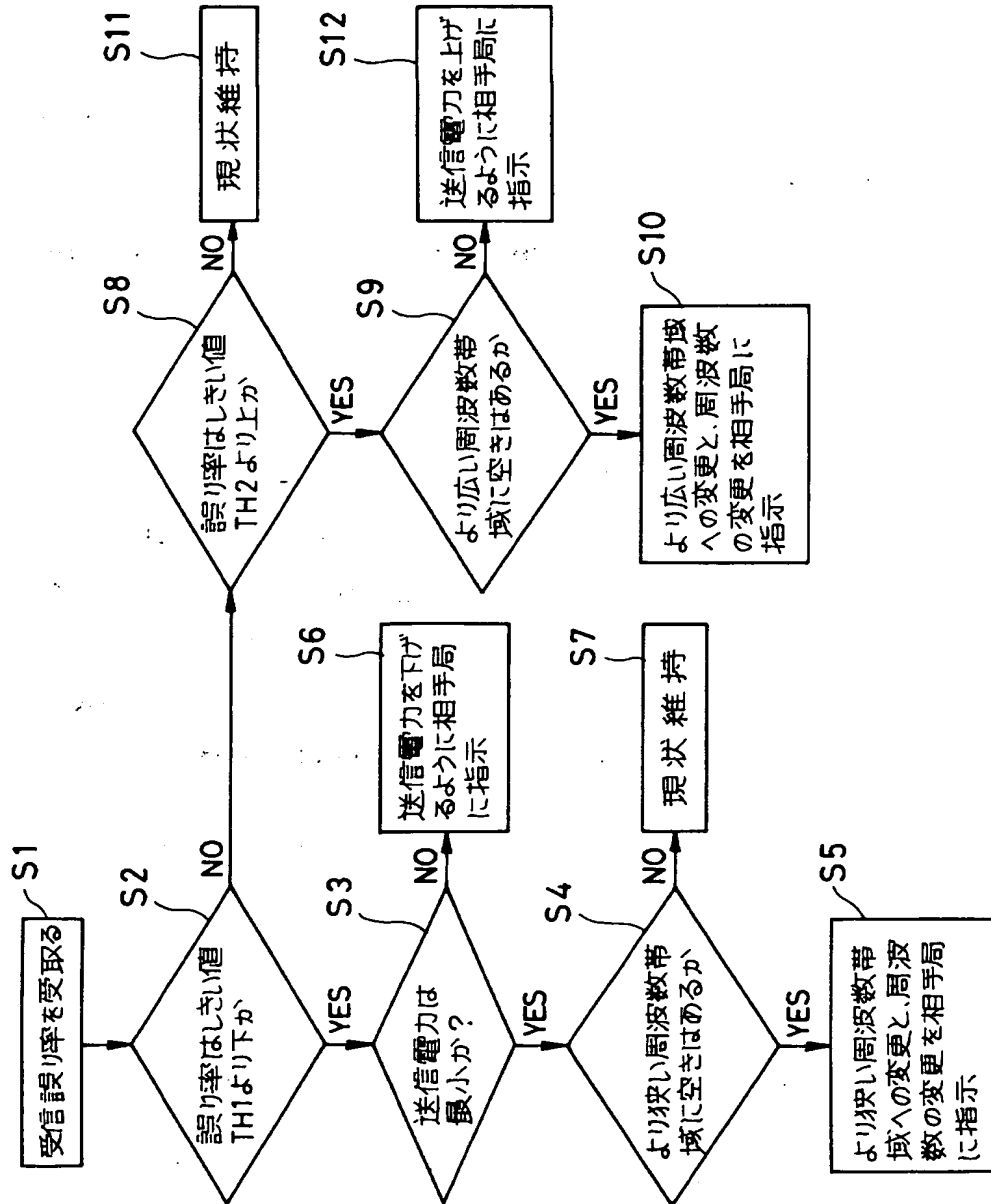 S1
受信誤り率を受取る
S2
誤り率はしきい値
TH1より下か
NO
YES
S3
送信電力は
最小か?
NO
YES
S6
送信電力を下げ
るように相手局
に指示
S4
より狭い周波数帯
域に空きはあるか
NO
YES
S7
現状維持
S5
より狭い周波数帯
域への変更と、周波
数の変更を相手局
に指示
S8
誤り率はしきい値
TH2より上か
NO
YES
S11
現状維持
S9
より広い周波数帯
域に空きはあるか
NO
YES
S12
送信電力を上げ
るように相手局に
指示
S10
より広い周波数帯域
への変更と、周波数
の変更を相手局に
指示